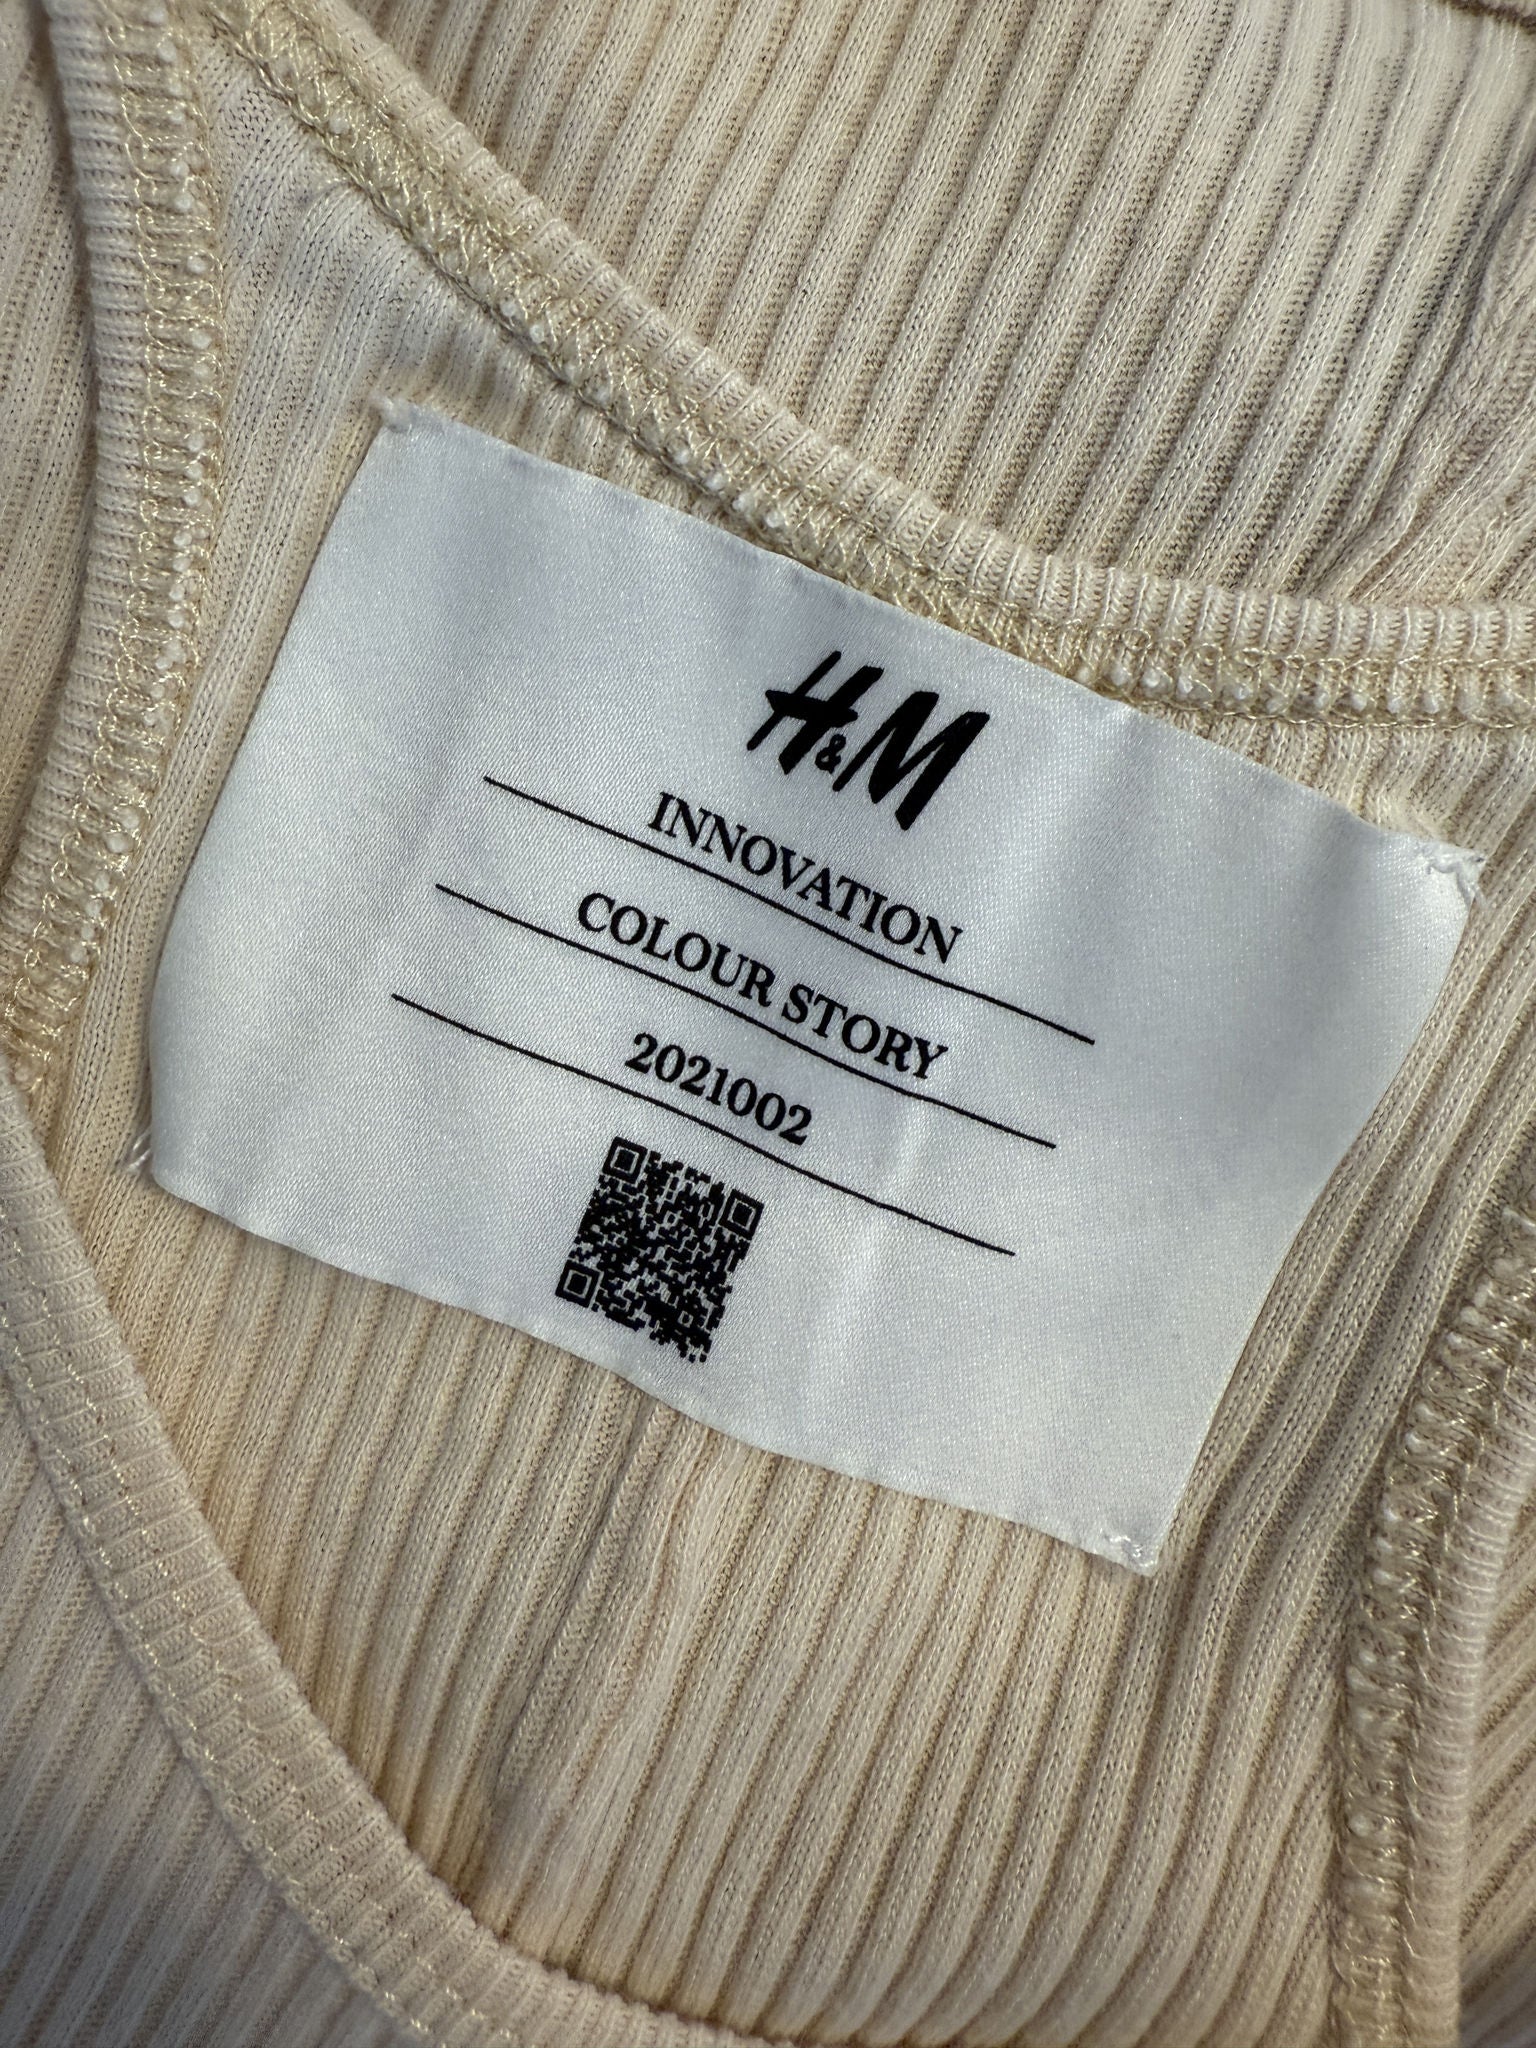 H&M
INNOVATION
COLOUR STORY
2021002